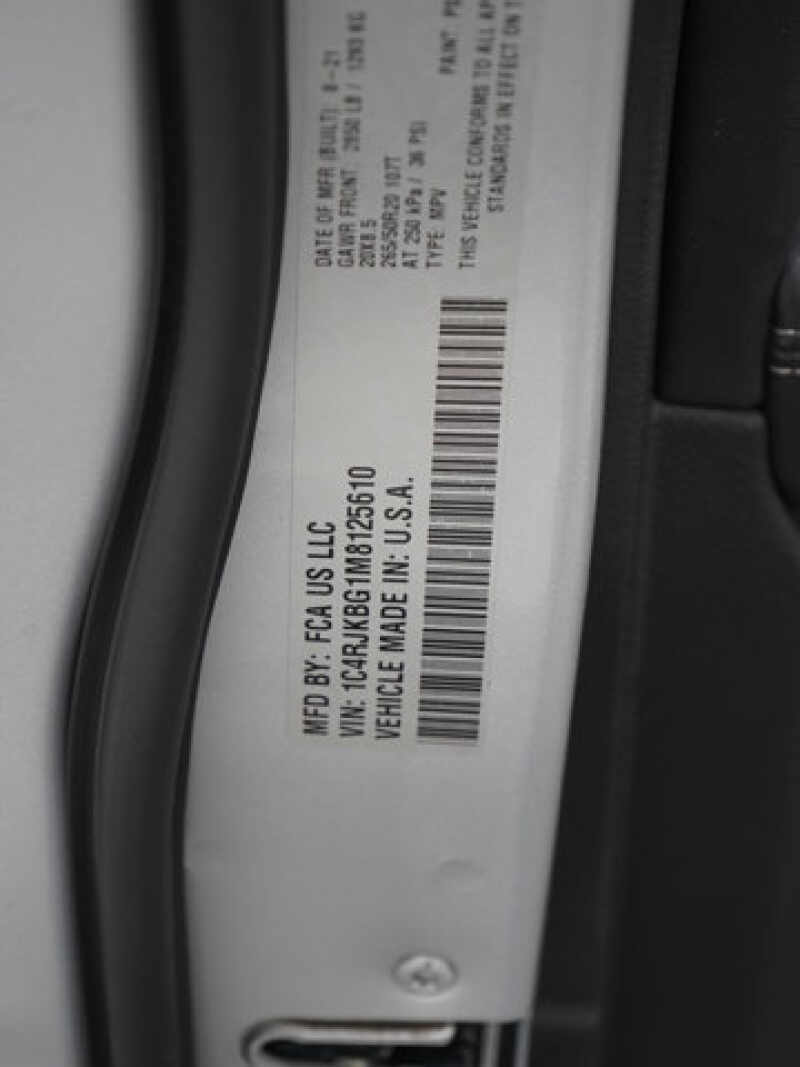 MFD BY: FCA US LLC
VIN: 1C4RJKBG1M8125610
VEHICLE MADE IN: U.S.A.
DATE OF MFR (BUILT): 8-21
GAWR FRONT: 2850 LB / 1293 KG
20X8.5
265/50R20 107T
AT 250 kPa / 36 PSI
TYPE: MPV
PAINT:
THIS VEHICLE CONFORMS TO ALL
STANDARDS IN EFFECT ON